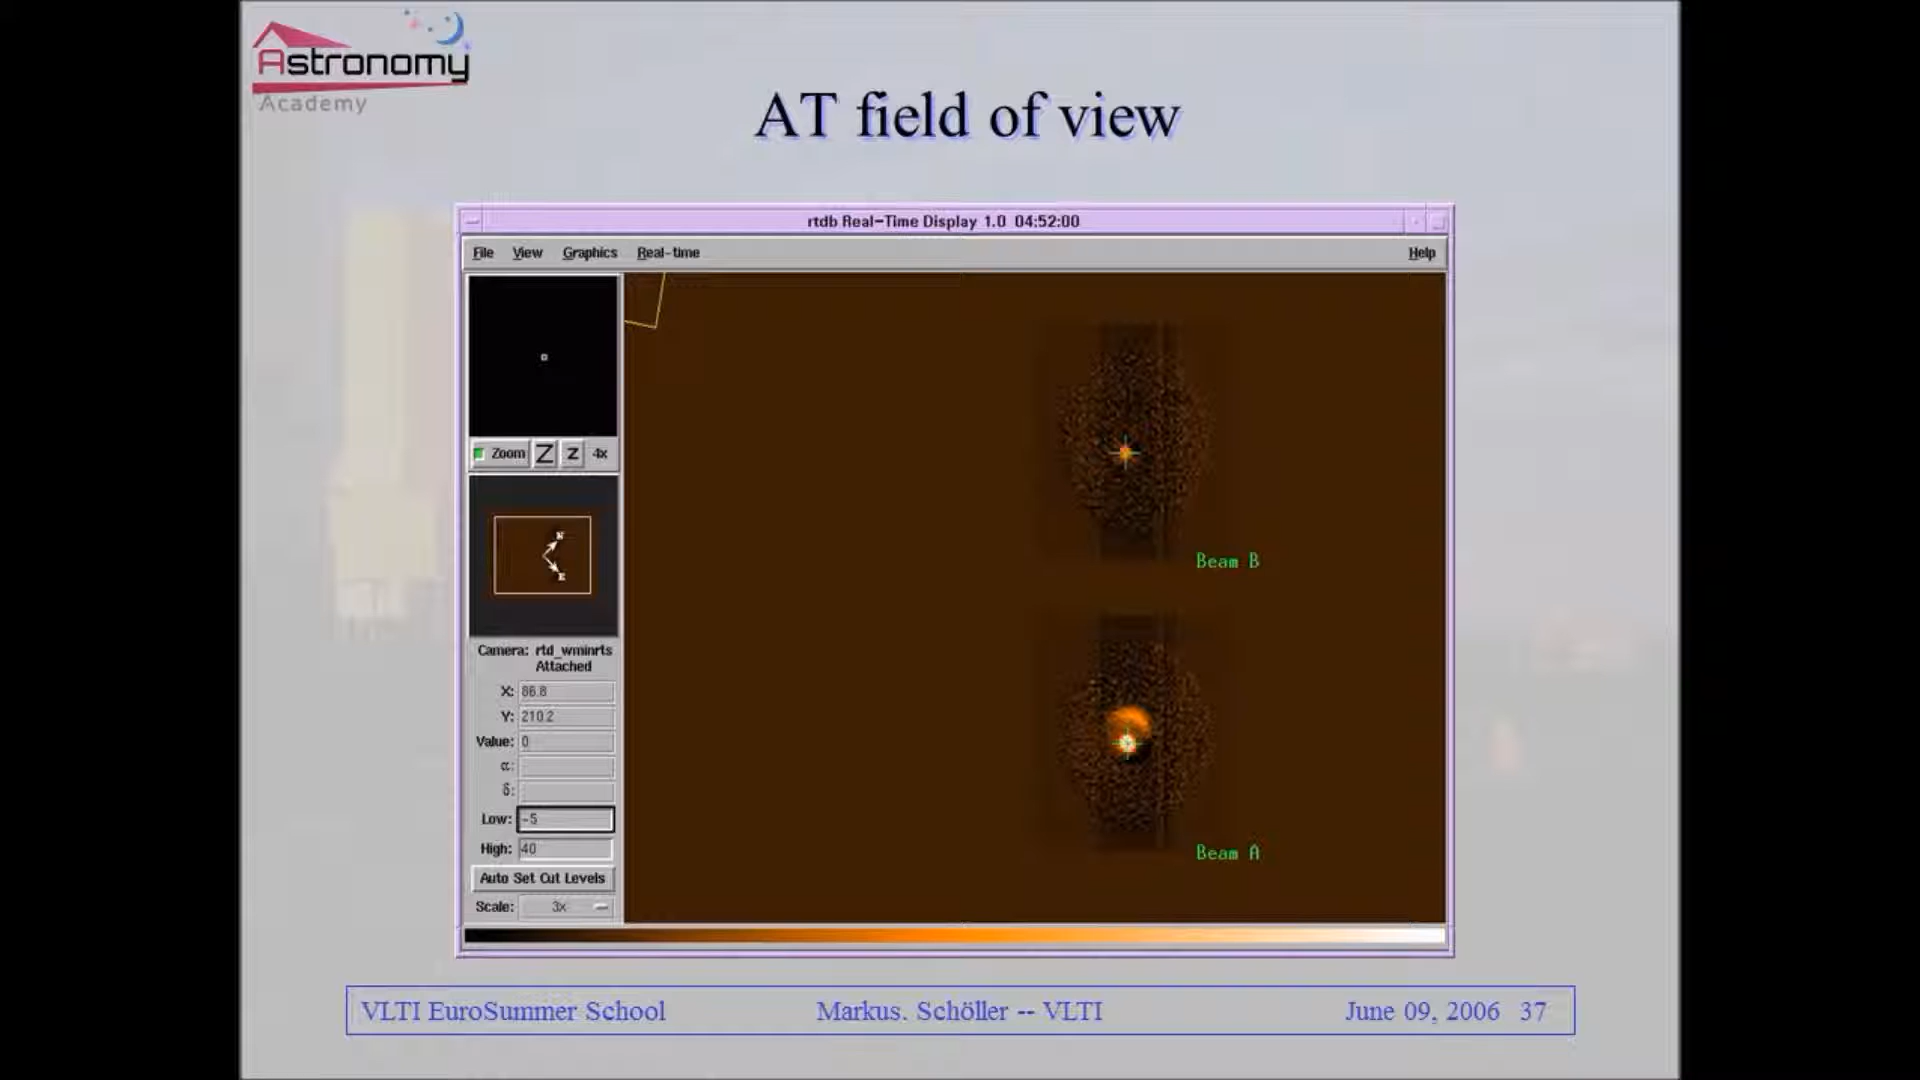 Astronomy
Academy
AT field of view
rtdb Real-Time Display 1.0 04:52:00
File View Graphics Real-time Help
Zoom Z z 4x
N
E
Camera: rtd_wminrts
Attached
X: 86.8
Y: 210.2
Value: 0
α:
δ:
Low: -5
High: 40
Auto Set Cut Levels
Scale: 3x
Beam B
Beam A
VLTI EuroSummer School Markus. Schöller -- VLTI June 09, 2006 37